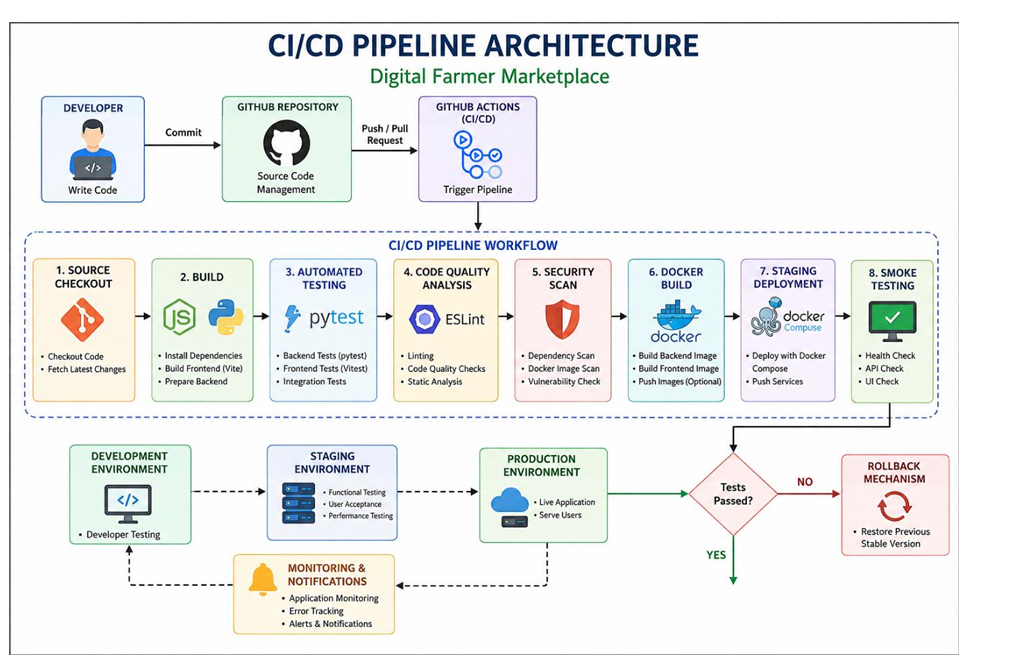 CI/CD PIPELINE ARCHITECTURE
Digital Farmer Marketplace
DEVELOPER
</>
Write Code
Commit
GITHUB REPOSITORY
Source Code
Management
Push / Pull
Request
GITHUB ACTIONS
(CI/CD)
Trigger Pipeline
CI/CD PIPELINE WORKFLOW
1. SOURCE
CHECKOUT
• Checkout Code
• Fetch Latest Changes
2. BUILD
JS
• Install Dependencies
• Build Frontend (Vite)
• Prepare Backend
3. AUTOMATED
TESTING
pytest
• Backend Tests (pytest)
• Frontend Tests (Vitest)
• Integration Tests
4. CODE QUALITY
ANALYSIS
ESLint
• Linting
• Code Quality Checks
• Static Analysis
5. SECURITY
SCAN
• Dependency Scan
• Docker Image Scan
• Vulnerability Check
6. DOCKER
BUILD
docker
• Build Backend Image
• Build Frontend Image
• Push Images (Optional)
7. STAGING
DEPLOYMENT
docker
Compose
• Deploy with Docker
Compose
• Push Services
8. SMOKE
TESTING
• Health Check
• API Check
• UI Check
DEVELOPMENT
ENVIRONMENT
</>
• Developer Testing
STAGING
ENVIRONMENT
• Functional Testing
• User Acceptance
• Performance Testing
PRODUCTION
ENVIRONMENT
• Live Application
• Serve Users
Tests
Passed?
NO
YES
ROLLBACK
MECHANISM
• Restore Previous
Stable Version
MONITORING &
NOTIFICATIONS
• Application Monitoring
• Error Tracking
• Alerts & Notifications